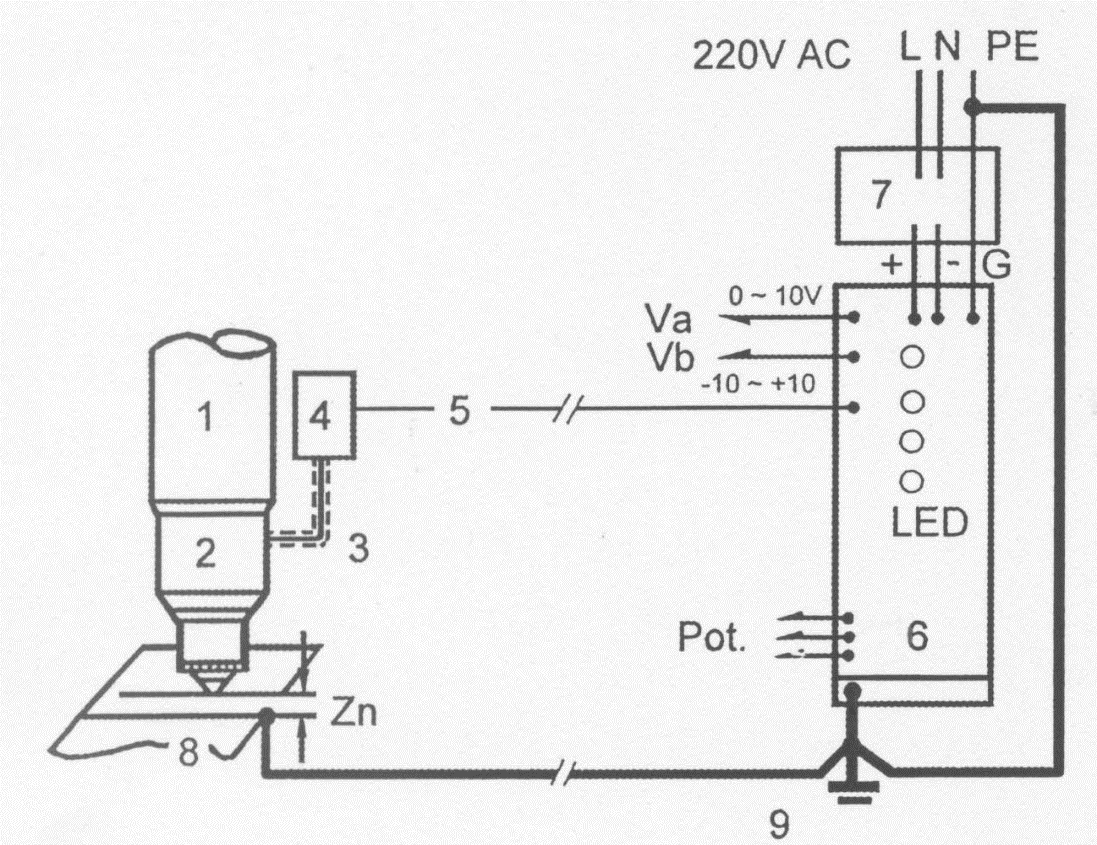 220V AC L N PE
7
+ - G
0 ~ 10V
Va
Vb
-10 ~ +10
1
4
5
LED
2
3
Pot.
6
Zn
8
9